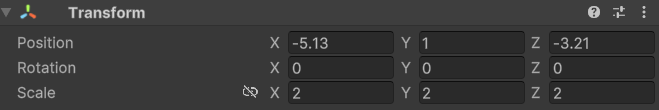 Transform
Position X -5.13 Y 1 Z -3.21
Rotation X 0 Y 0 Z 0
Scale X 2 Y 2 Z 2